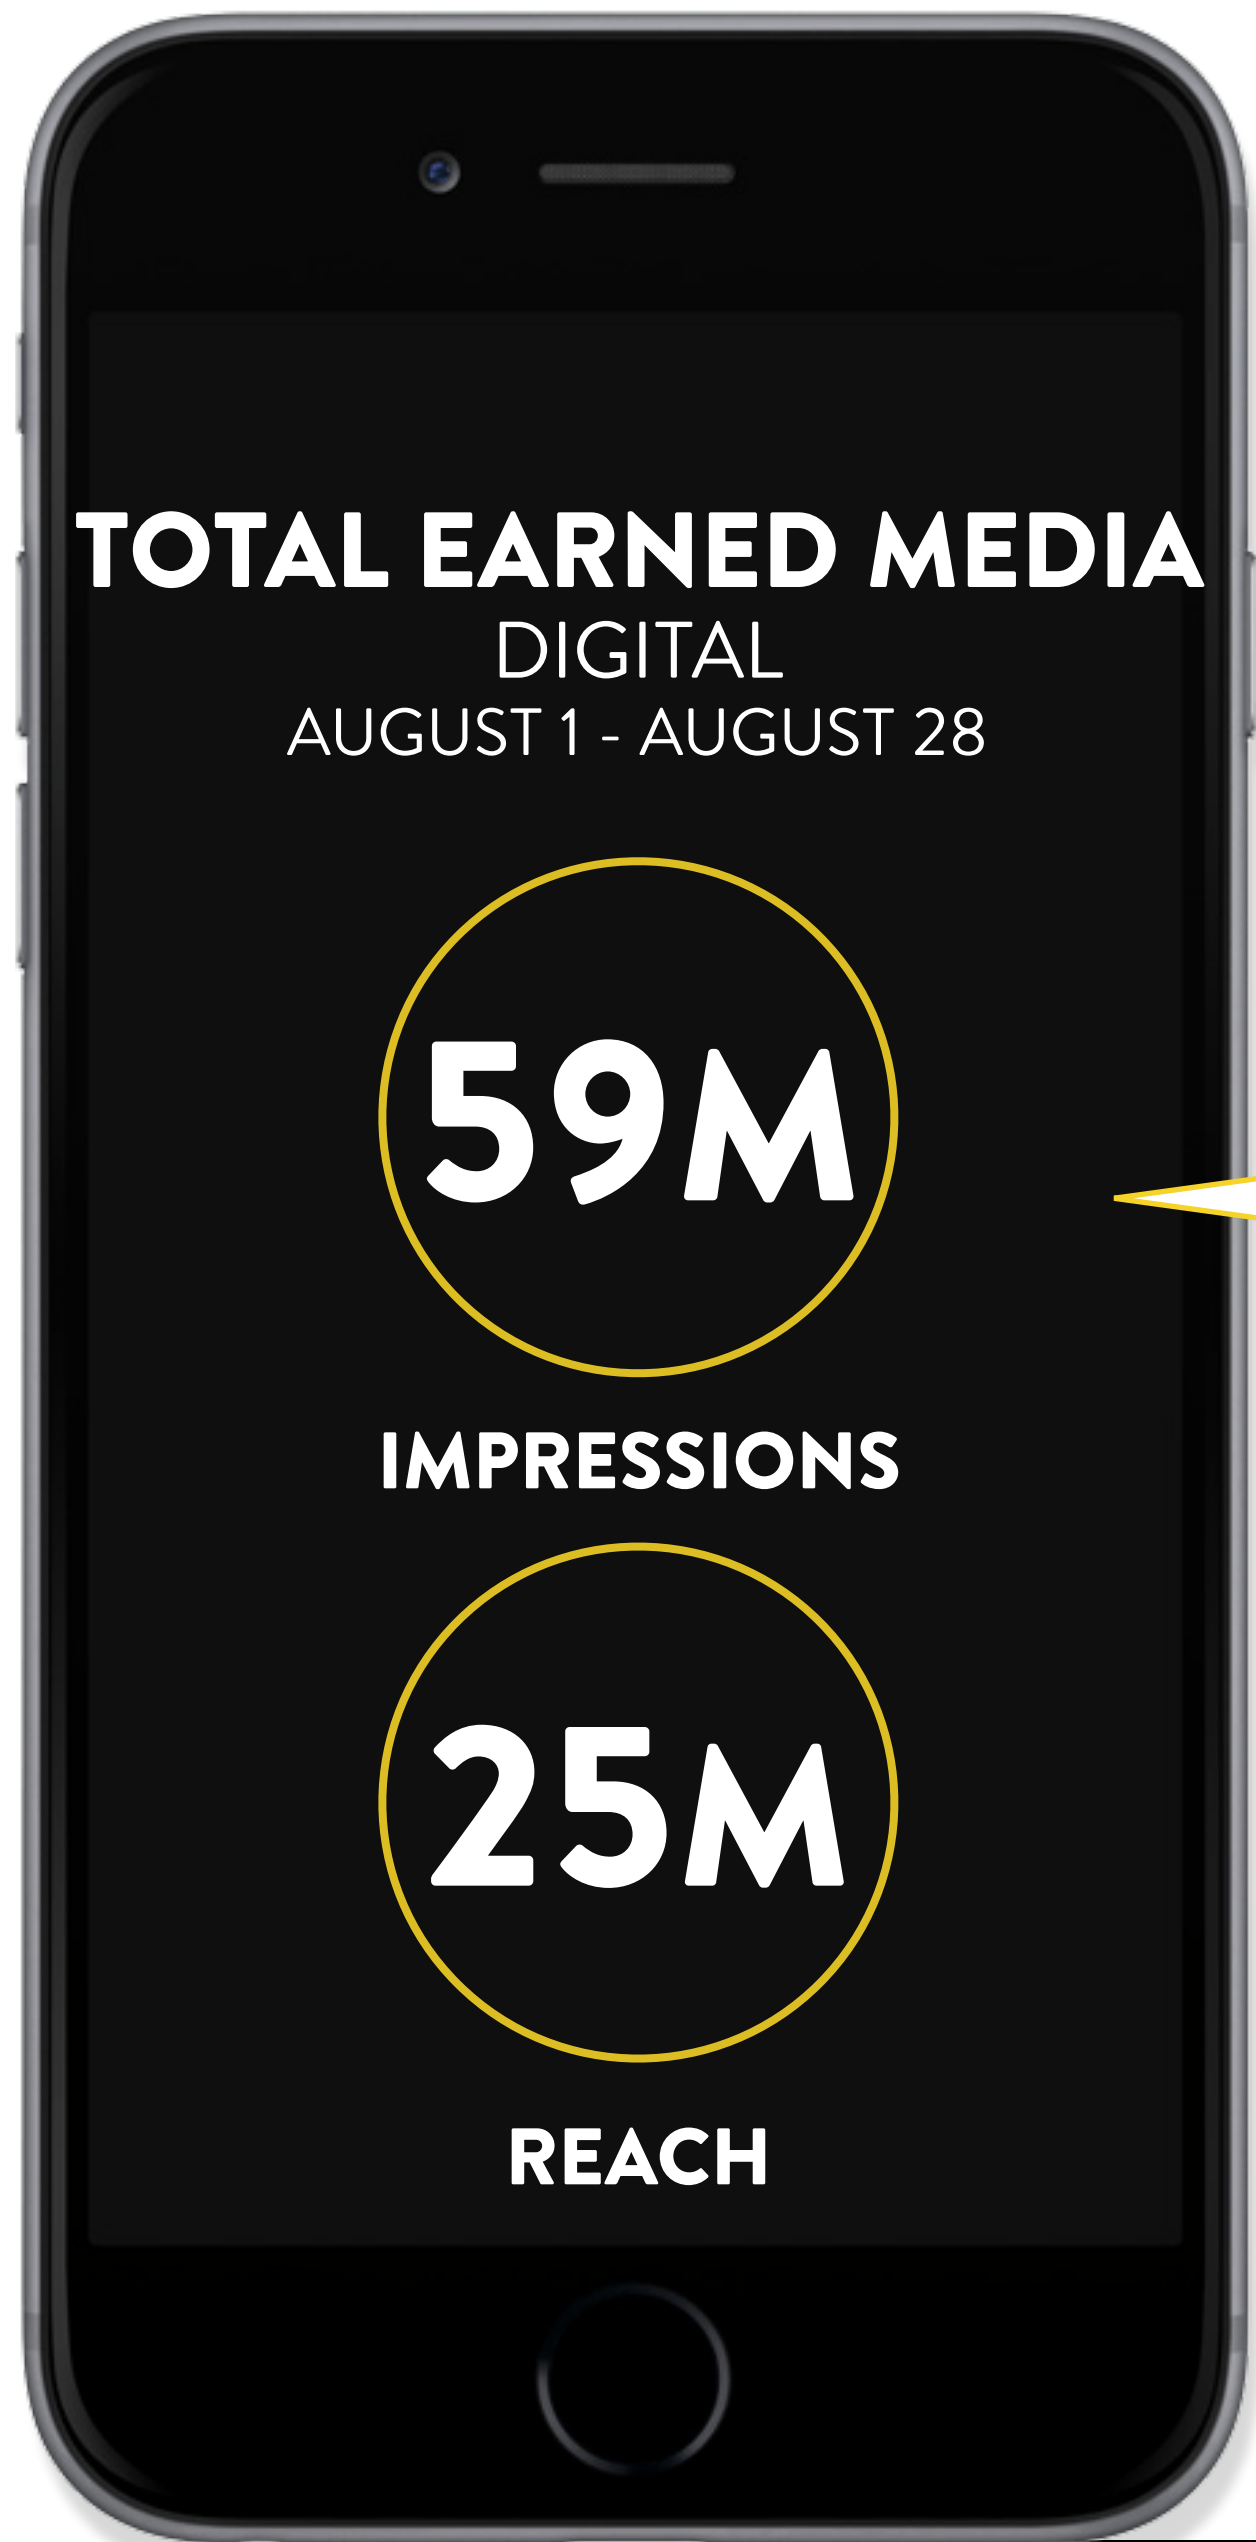 TOTAL EARNED MEDIA
DIGITAL
AUGUST 1 - AUGUST 28
59M
IMPRESSIONS
25M
REACH